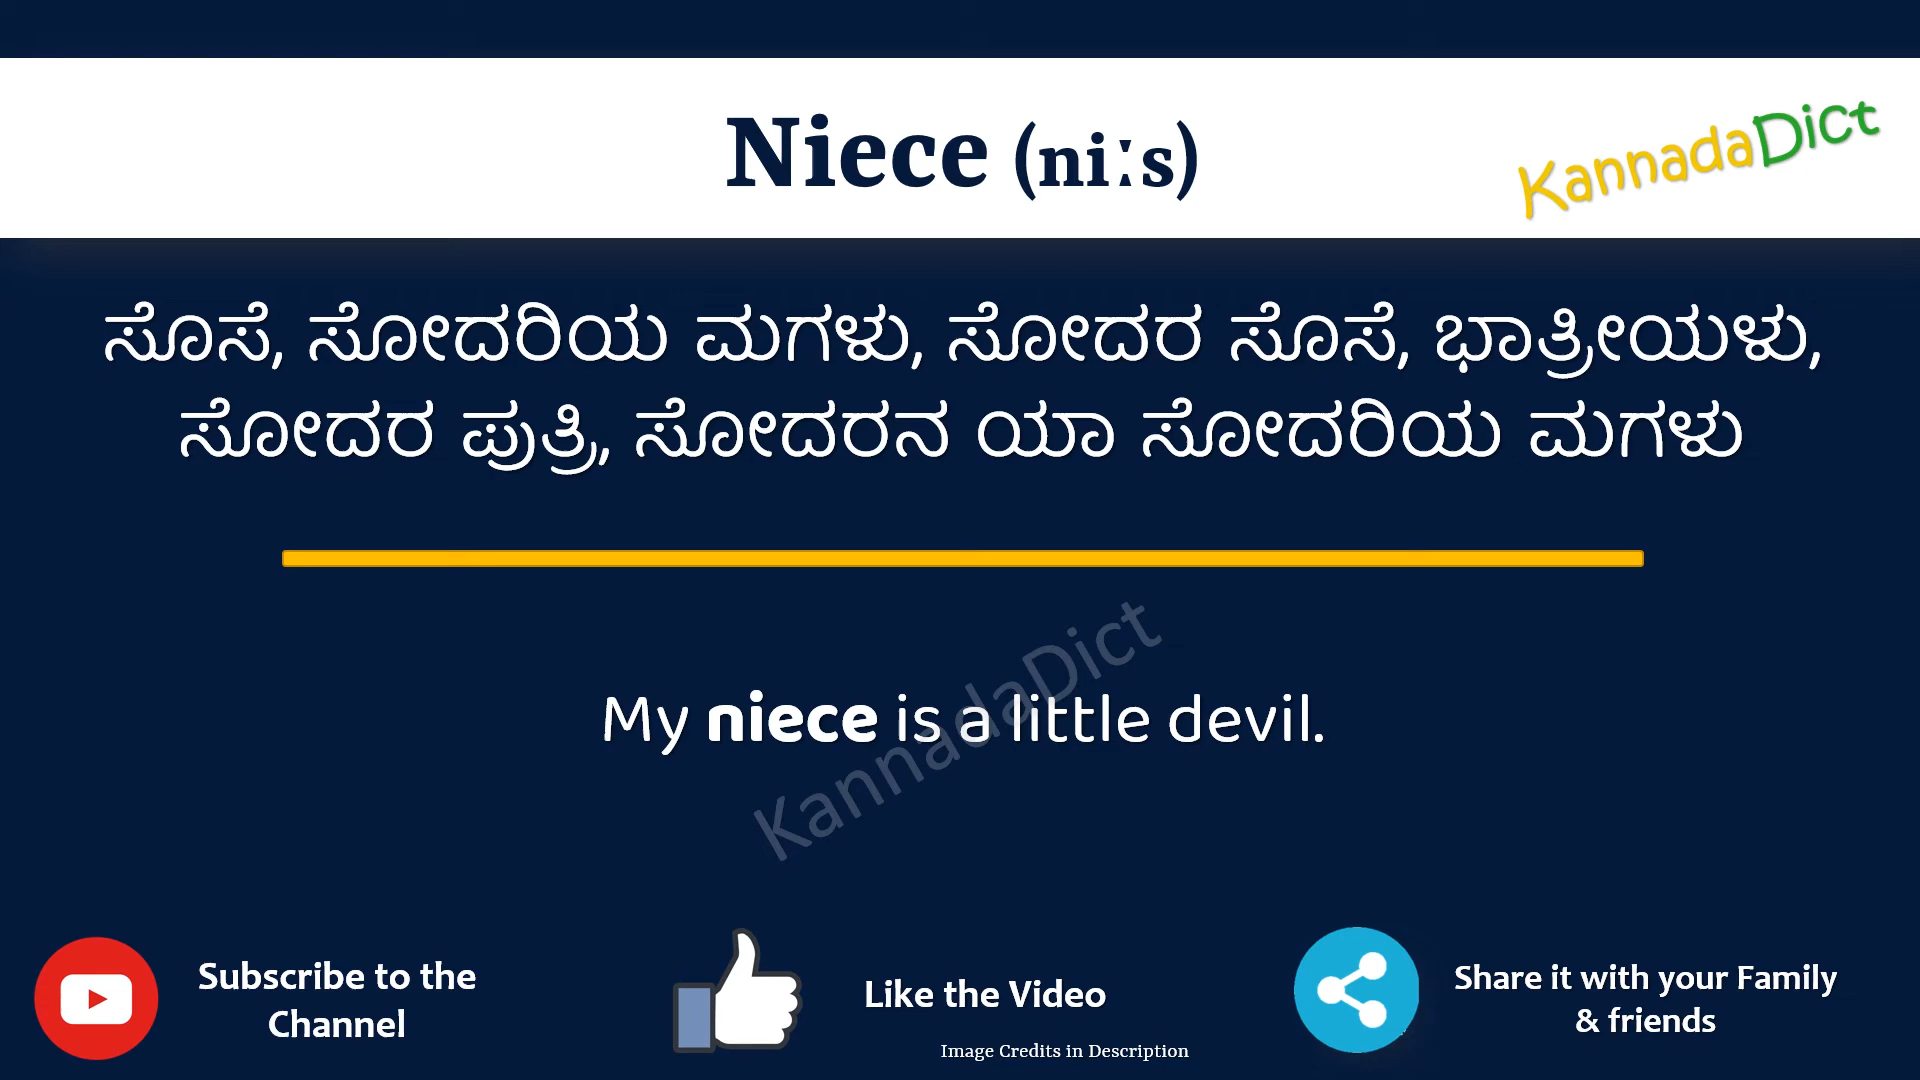 Niece (niːs)
KannadaDict
ಸೊಸೆ, ಸೋದರಿಯ ಮಗಳು, ಸೋದರ ಸೊಸೆ, ಭಾತ್ರೀಯಳು,
ಸೋದರ ಪುತ್ರಿ, ಸೋದರನ ಯಾ ಸೋದರಿಯ ಮಗಳು
My niece is a little devil.
KannadaDict
Subscribe to the
Channel
Like the Video
Share it with your Family
& friends
Image Credits in Description